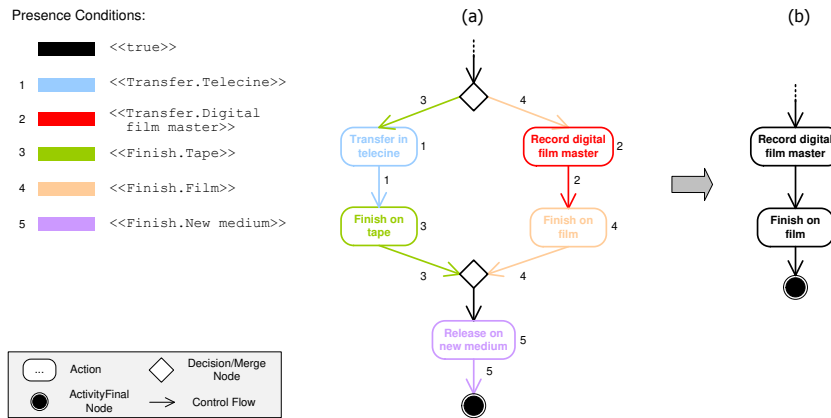 Presence Conditions:
<<true>>
1 <<Transfer.Telecine>>
2 <<Transfer.Digital
film master>>
3 <<Finish.Tape>>
4 <<Finish.Film>>
5 <<Finish.New medium>>
(a)
3 4
Transfer in
telecine 1
Record digital
film master 2
1 2
Finish on
tape 3
Finish on
film 4
3 4
Release on
new medium 5
5
(b)
Record digital
film master
Finish on
film
... Action
Decision/Merge
Node
ActivityFinal
Node
Control Flow